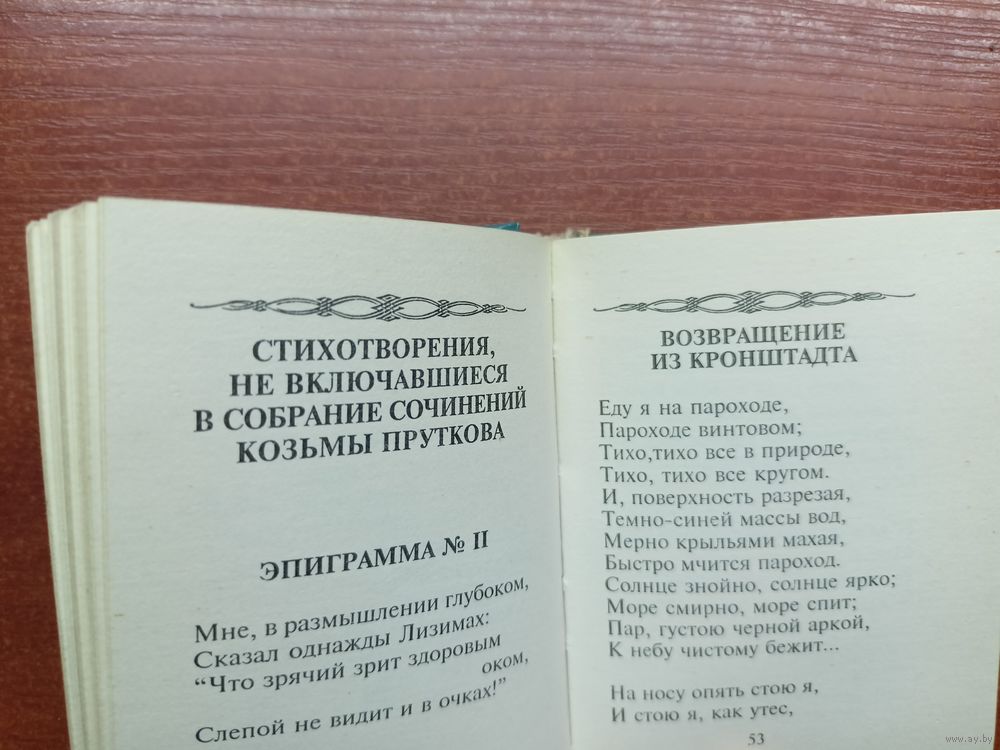 СТИХОТВОРЕНИЯ,
НЕ ВКЛЮЧАВШИЕСЯ
В СОБРАНИЕ СОЧИНЕНИЙ
КОЗЬМЫ ПРУТКОВА
ЭПИГРАММА № II
Мне, в размышлении глубоком,
Сказал однажды Лизимах:
“Что зрячий зрит здоровым
оком,
Слепой не видит и в очках!”
ВОЗВРАЩЕНИЕ
ИЗ КРОНШТАДТА
Еду я на пароходе,
Пароходе винтовом;
Тихо,тихо все в природе,
Тихо, тихо все кругом.
И, поверхность разрезая,
Темно-синей массы вод,
Мерно крыльями махая,
Быстро мчится пароход.
Солнце знойно, солнце ярко;
Море смирно, море спит;
Пар, густою черной аркой,
К небу чистому бежит...
На носу опять стою я,
И стою я, как утес,
53
www.ay.by